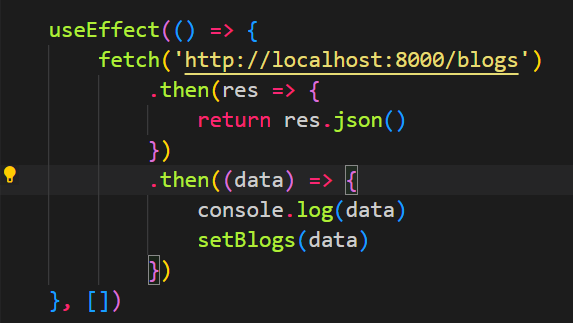 useEffect(() => {
fetch('http://localhost:8000/blogs')
.then(res => {
return res.json()
})
.then((data) => {
console.log(data)
setBlogs(data)
})
}, [])